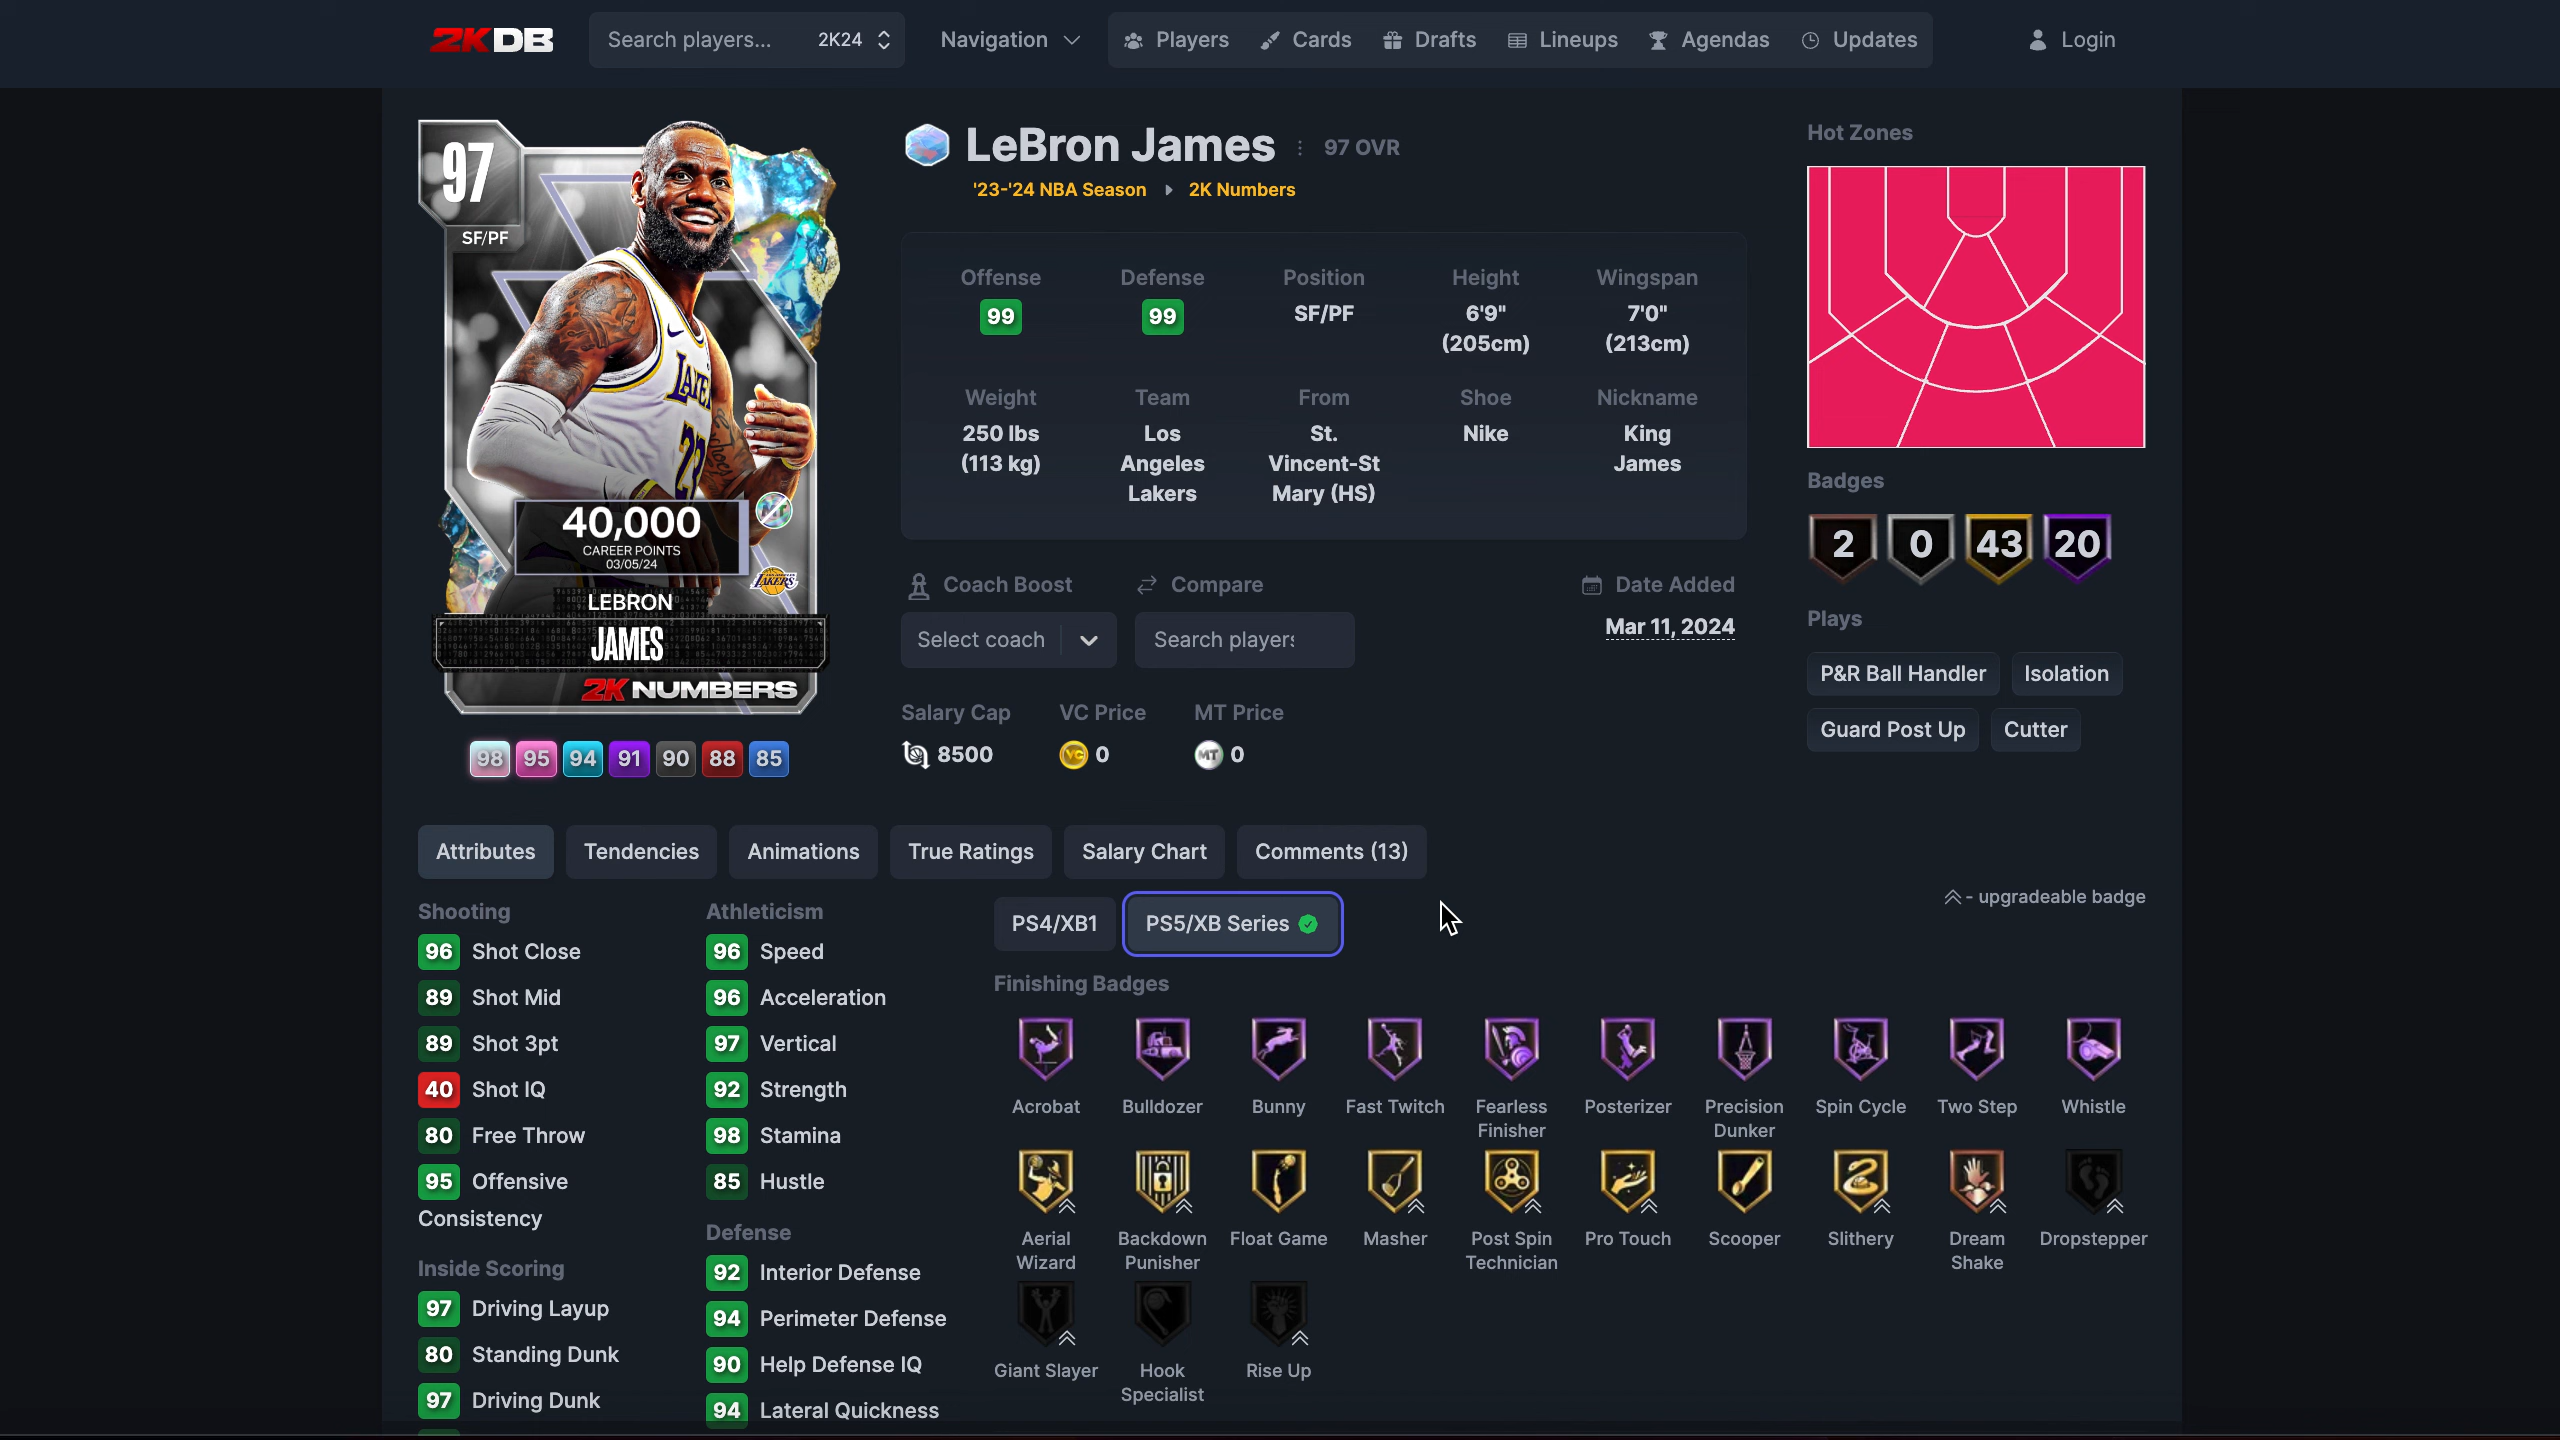 2KDB
Search players...
2K24
Navigation
Players
Cards
Drafts
Lineups
Agendas
Updates
Login
97
SF/PF
40,000
CAREER POINTS
03/05/24
LAKERS
LEBRON
JAMES
2K NUMBERS
98 95 94 91 90 88 85
LeBron James
97 OVR
'23-'24 NBA Season
2K Numbers
Offense
99
Defense
99
Position
SF/PF
Height
6'9"
(205cm)
Wingspan
7'0"
(213cm)
Weight
250 lbs
(113 kg)
Team
Los
Angeles
Lakers
From
St.
Vincent-St
Mary (HS)
Shoe
Nike
Nickname
King
James
Coach Boost
Select coach
Compare
Search players
Date Added
Mar 11, 2024
Salary Cap
8500
VC Price
VC 0
MT Price
MT 0
Hot Zones
Badges
2 0 43 20
Plays
P&R Ball Handler
Isolation
Guard Post Up
Cutter
Attributes
Tendencies
Animations
True Ratings
Salary Chart
Comments (13)
Shooting
96 Shot Close
89 Shot Mid
89 Shot 3pt
40 Shot IQ
80 Free Throw
95 Offensive
Consistency
Inside Scoring
97 Driving Layup
80 Standing Dunk
97 Driving Dunk
Athleticism
96 Speed
96 Acceleration
97 Vertical
92 Strength
98 Stamina
85 Hustle
Defense
92 Interior Defense
94 Perimeter Defense
90 Help Defense IQ
94 Lateral Quickness
PS4/XB1
PS5/XB Series
- upgradeable badge
Finishing Badges
Acrobat
Bulldozer
Bunny
Fast Twitch
Fearless
Finisher
Posterizer
Precision
Dunker
Spin Cycle
Two Step
Whistle
Aerial
Wizard
Backdown
Punisher
Float Game
Masher
Post Spin
Technician
Pro Touch
Scooper
Slithery
Dream
Shake
Dropstepper
Giant Slayer
Hook
Specialist
Rise Up